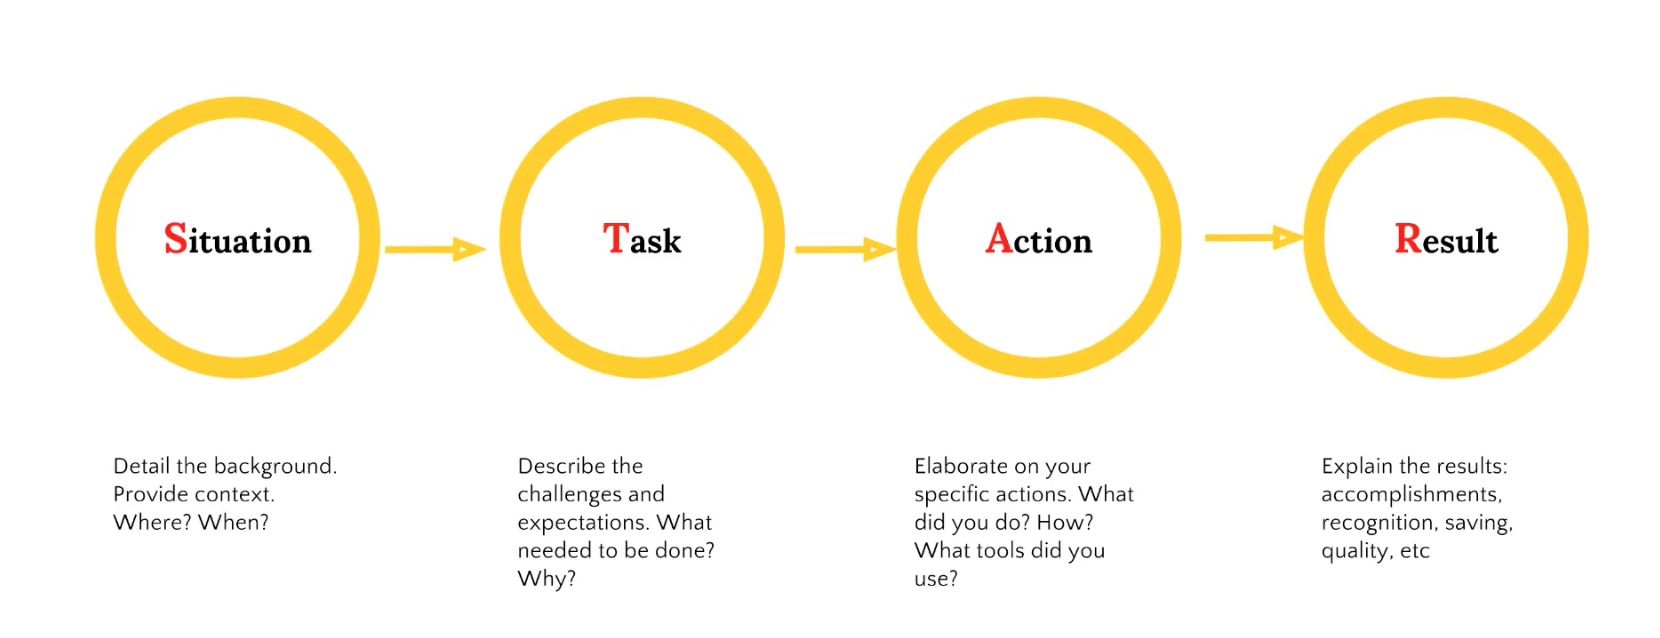 Situation
Task
Action
Result
Detail the background.
Provide context.
Where? When?
Describe the
challenges and
expectations. What
needed to be done?
Why?
Elaborate on your
specific actions. What
did you do? How?
What tools did you
use?
Explain the results:
accomplishments,
recognition, saving,
quality, etc